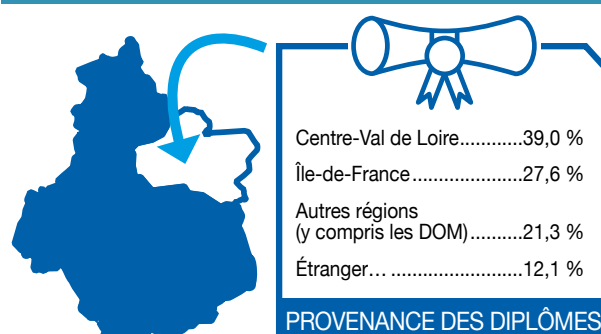 Centre-Val de Loire............39,0 %
Île-de-France....................27,6 %
Autres régions
(y compris les DOM)..........21,3 %
Étranger… ........................12,1 %
PROVENANCE DES DIPLÔMES